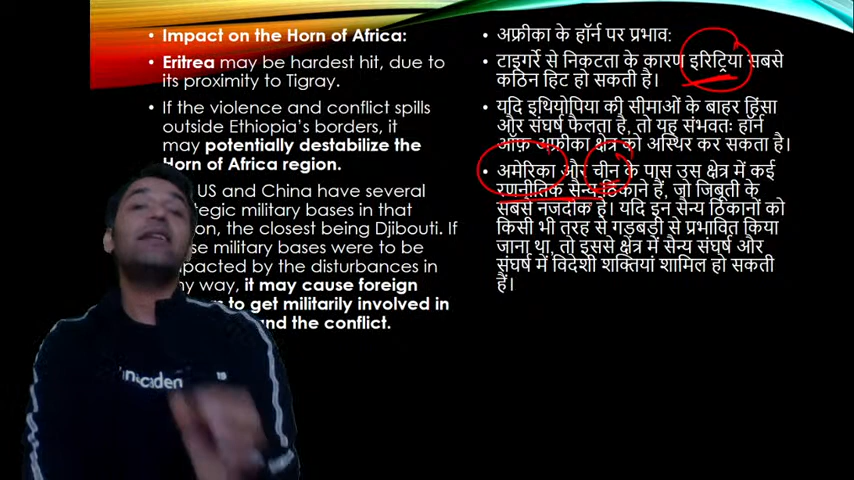 Impact on the Horn of Africa:
Eritrea may be hardest hit, due to
its proximity to Tigray.
If the violence and conflict spills
outside Ethiopia's borders, it
may potentially destabilize the
Horn of Africa region.
US and China have several
military bases in that
the closest being Djibouti. If
military bases were to be
by the disturbances in
way, it may cause foreign
to get militarily involved in
and the conflict.
अफ्रीका के हॉर्न पर प्रभाव:
टाइगर्रे से निकटता के कारण इरिट्रिया सबसे
कठिन हिट हो सकती है।
यदि इथियोपिया की सीमाओं के बाहर हिंसा
और संघर्ष फैलता है, तो यह संभवतः हॉर्न
ऑफ़ अफ्रीका क्षेत्र को अस्थिर कर सकता है।
अमेरिका और चीन के पास उस क्षेत्र में कई
रणनीतिक सैन्य ठिकाने हैं, जो जिबूती के
सबसे नजदीक है। यदि इन सैन्य ठिकानों को
किसी भी तरह से गड़बड़ी से प्रभावित किया
जाना था, तो इससे क्षेत्र में सैन्य संघर्ष और
संघर्ष में विदेशी शक्तियां शामिल हो सकती
हैं।